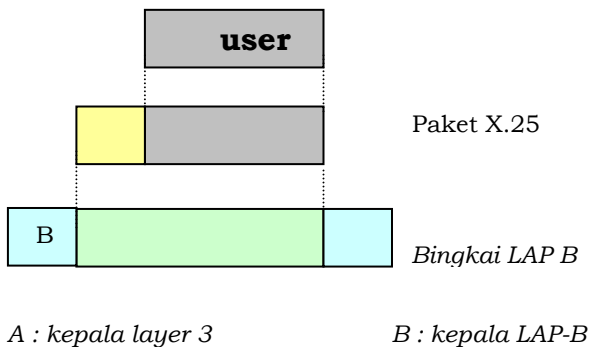 user
Paket X.25
B
Bingkai LAP B
A : kepala layer 3 B : kepala LAP-B